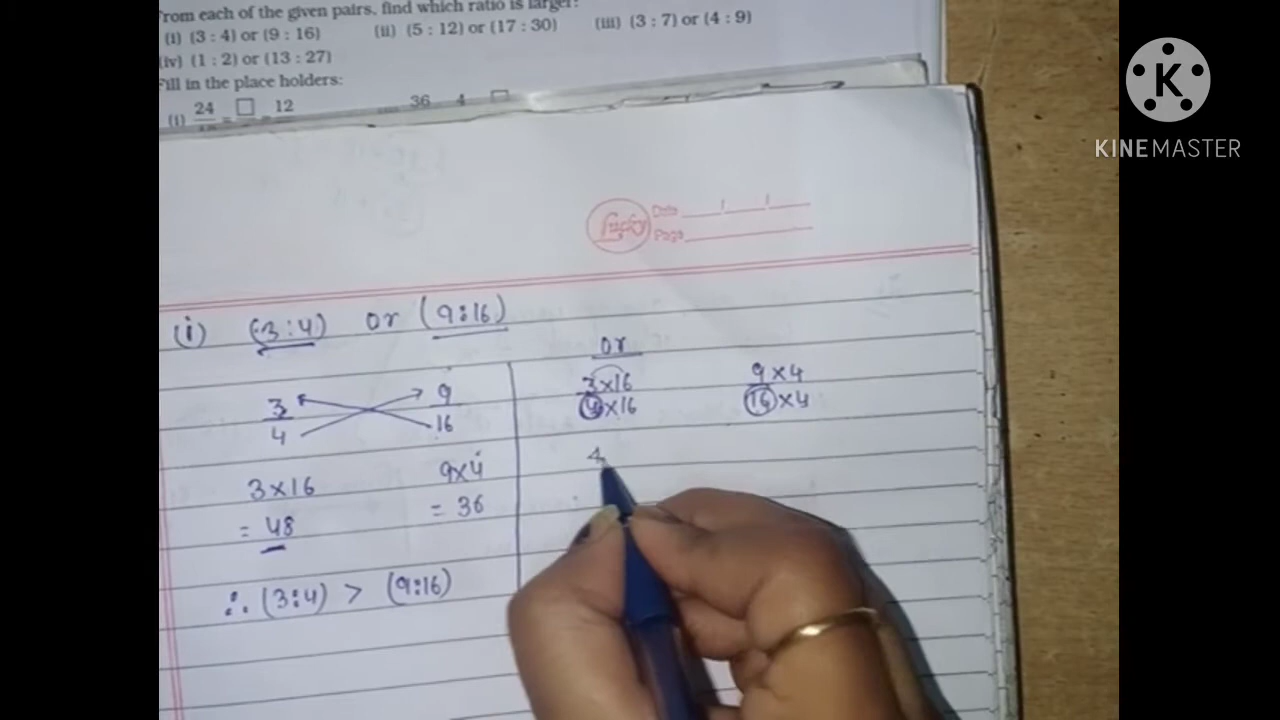 From each of the given pairs, find which ratio is larger:
(i) (3 : 4) or (9 : 16) (ii) (5 : 12) or (17 : 30) (iii) (3 : 7) or (4 : 9)
(iv) (1 : 2) or (13 : 27)
Fill in the place holders:
(i) 24 = □ = 12 36 4 □
K
KINEMASTER
Lucky Date
Page
(i) (3:4) or (9:16)
or
3×16 9×4
4×16 16×4
3 9
4 16
4
3×16 9×4
= 48 = 36
∴ (3:4) > (9:16)